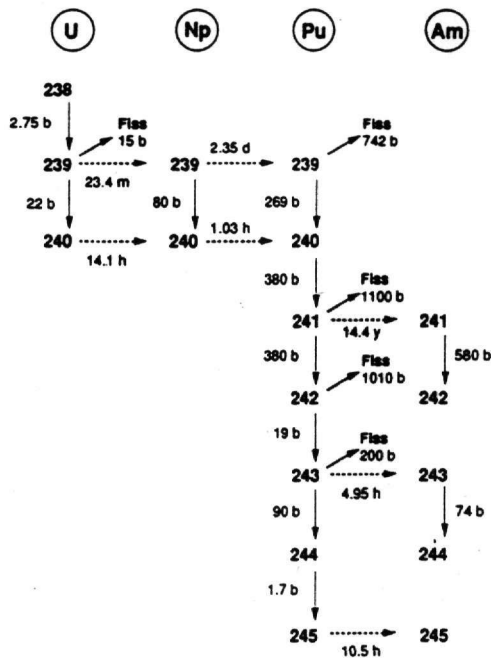 U Np Pu Am
238
2.75 b Fiss
15 b 2.35 d Fiss
742 b
239 239 239
23.4 m
22 b 80 b 269 b
240 240 1.03 h 240
14.1 h
380 b Fiss
1100 b
241 241
14.4 y
380 b Fiss
1010 b 580 b
242 242
19 b Fiss
200 b
243 243
4.95 h
90 b 74 b
244 244
1.7 b
245 245
10.5 h